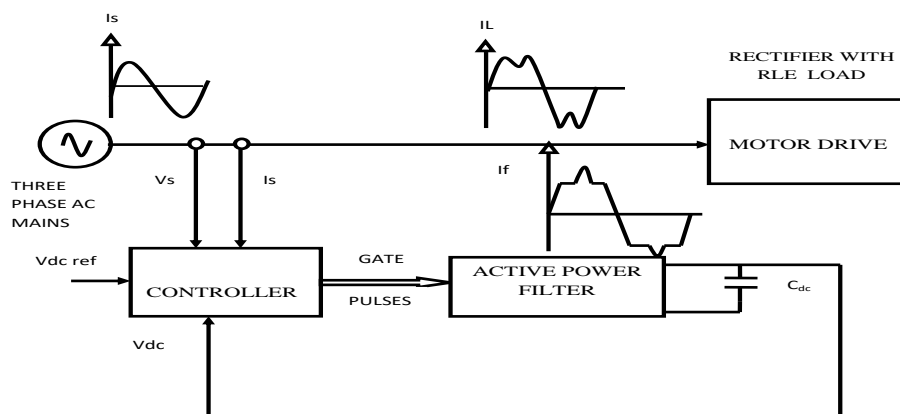 Is
IL
RECTIFIER WITH
RLE LOAD
MOTOR DRIVE
THREE
PHASE AC
MAINS
Vs
Is
If
Vdc ref
CONTROLLER
GATE
PULSES
ACTIVE POWER
FILTER
Cdc
Vdc